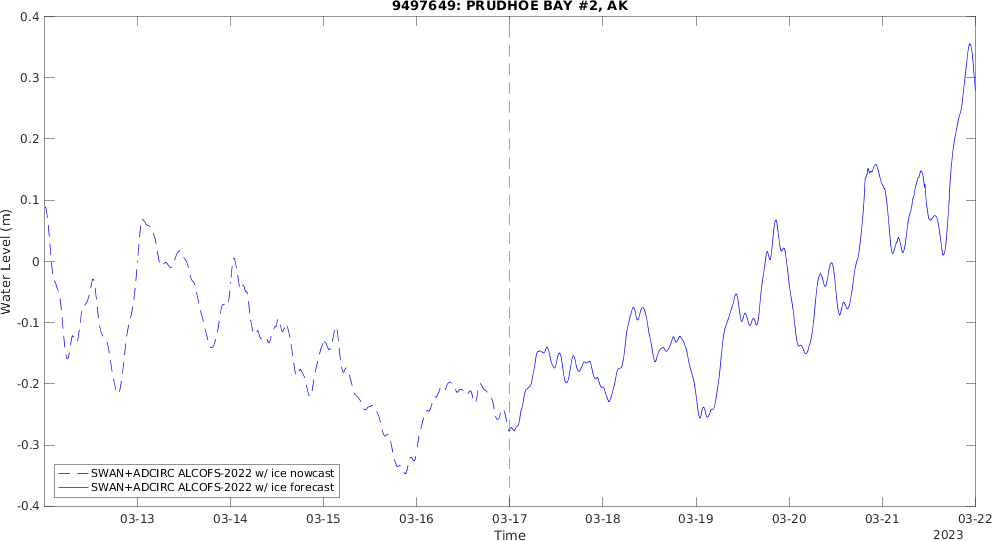 9497649: PRUDHOE BAY #2, AK
0.4
0.3
0.2
0.1
0
-0.1
-0.2
-0.3
-0.4
Water Level (m)
SWAN+ADCIRC ALCOFS-2022 w/ ice nowcast
SWAN+ADCIRC ALCOFS-2022 w/ ice forecast
03-13 03-14 03-15 03-16 03-17 03-18 03-19 03-20 03-21 03-22
Time
2023